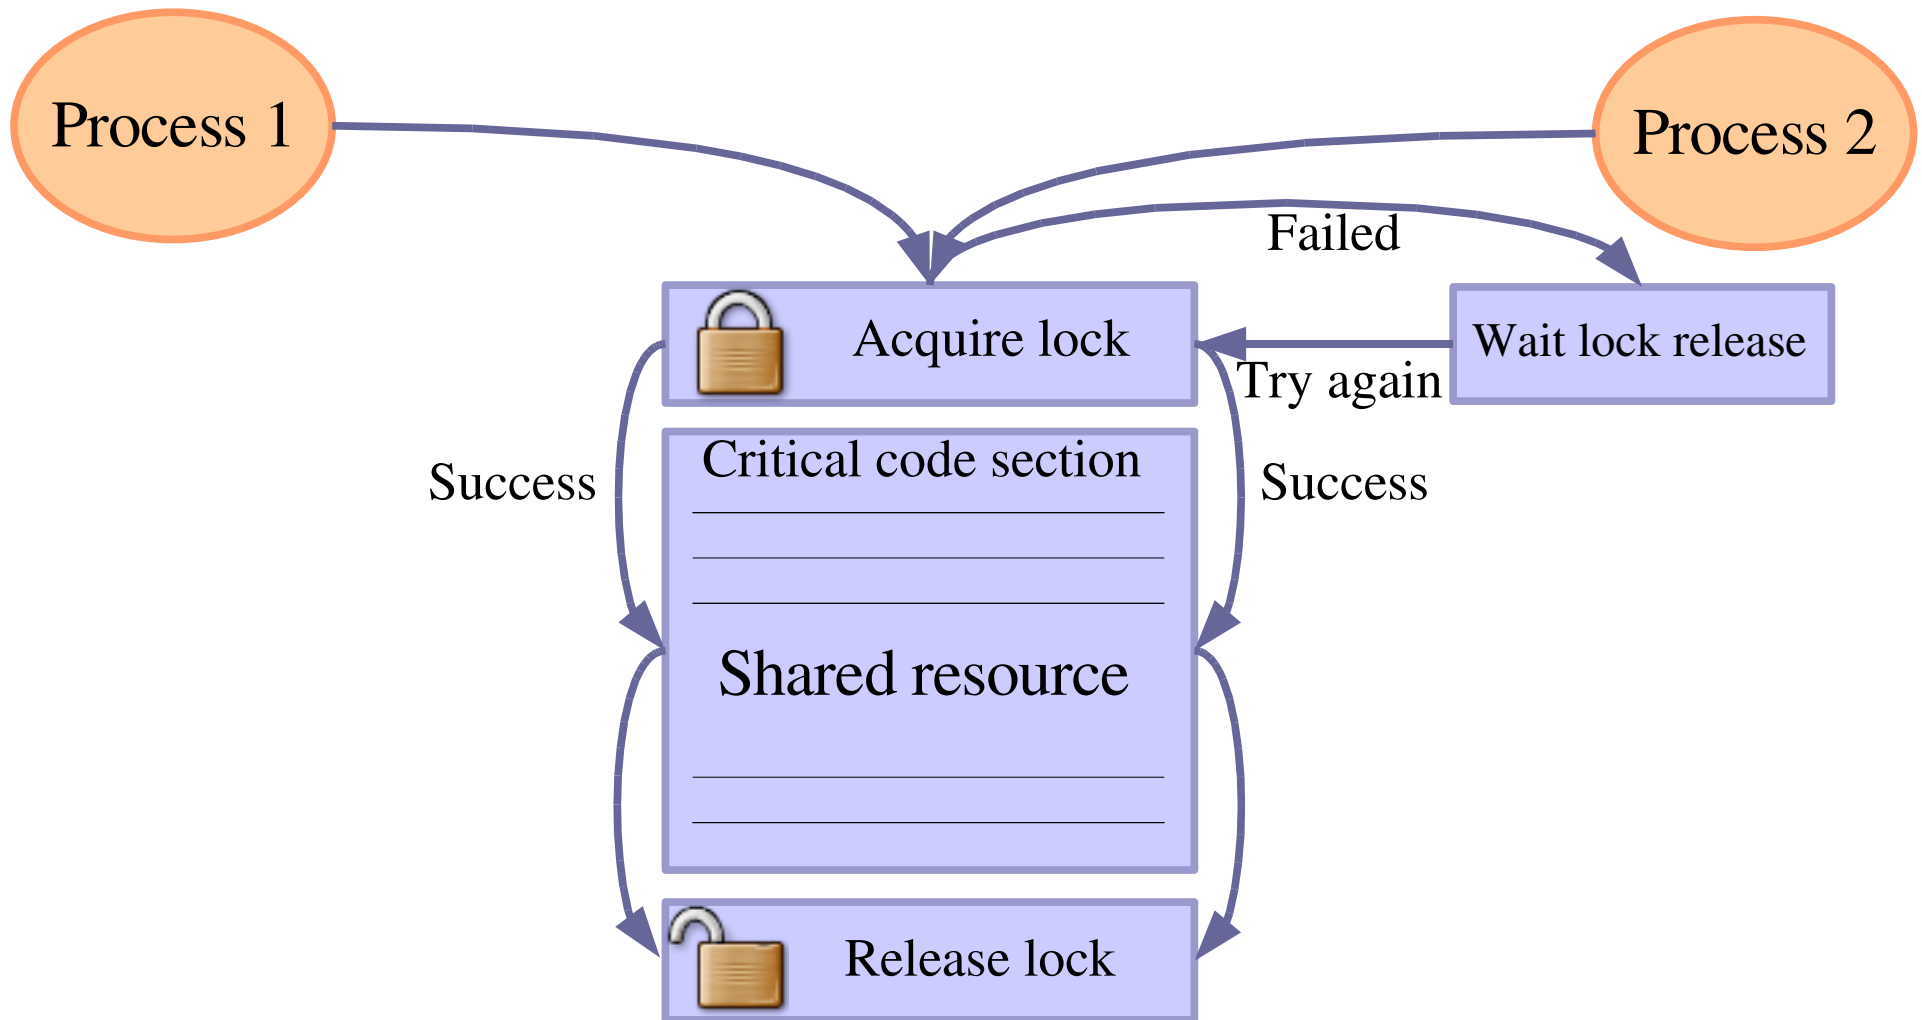 Process 1
Process 2
Failed
Acquire lock
Wait lock release
Try again
Critical code section
Success
Success
Shared resource
Release lock